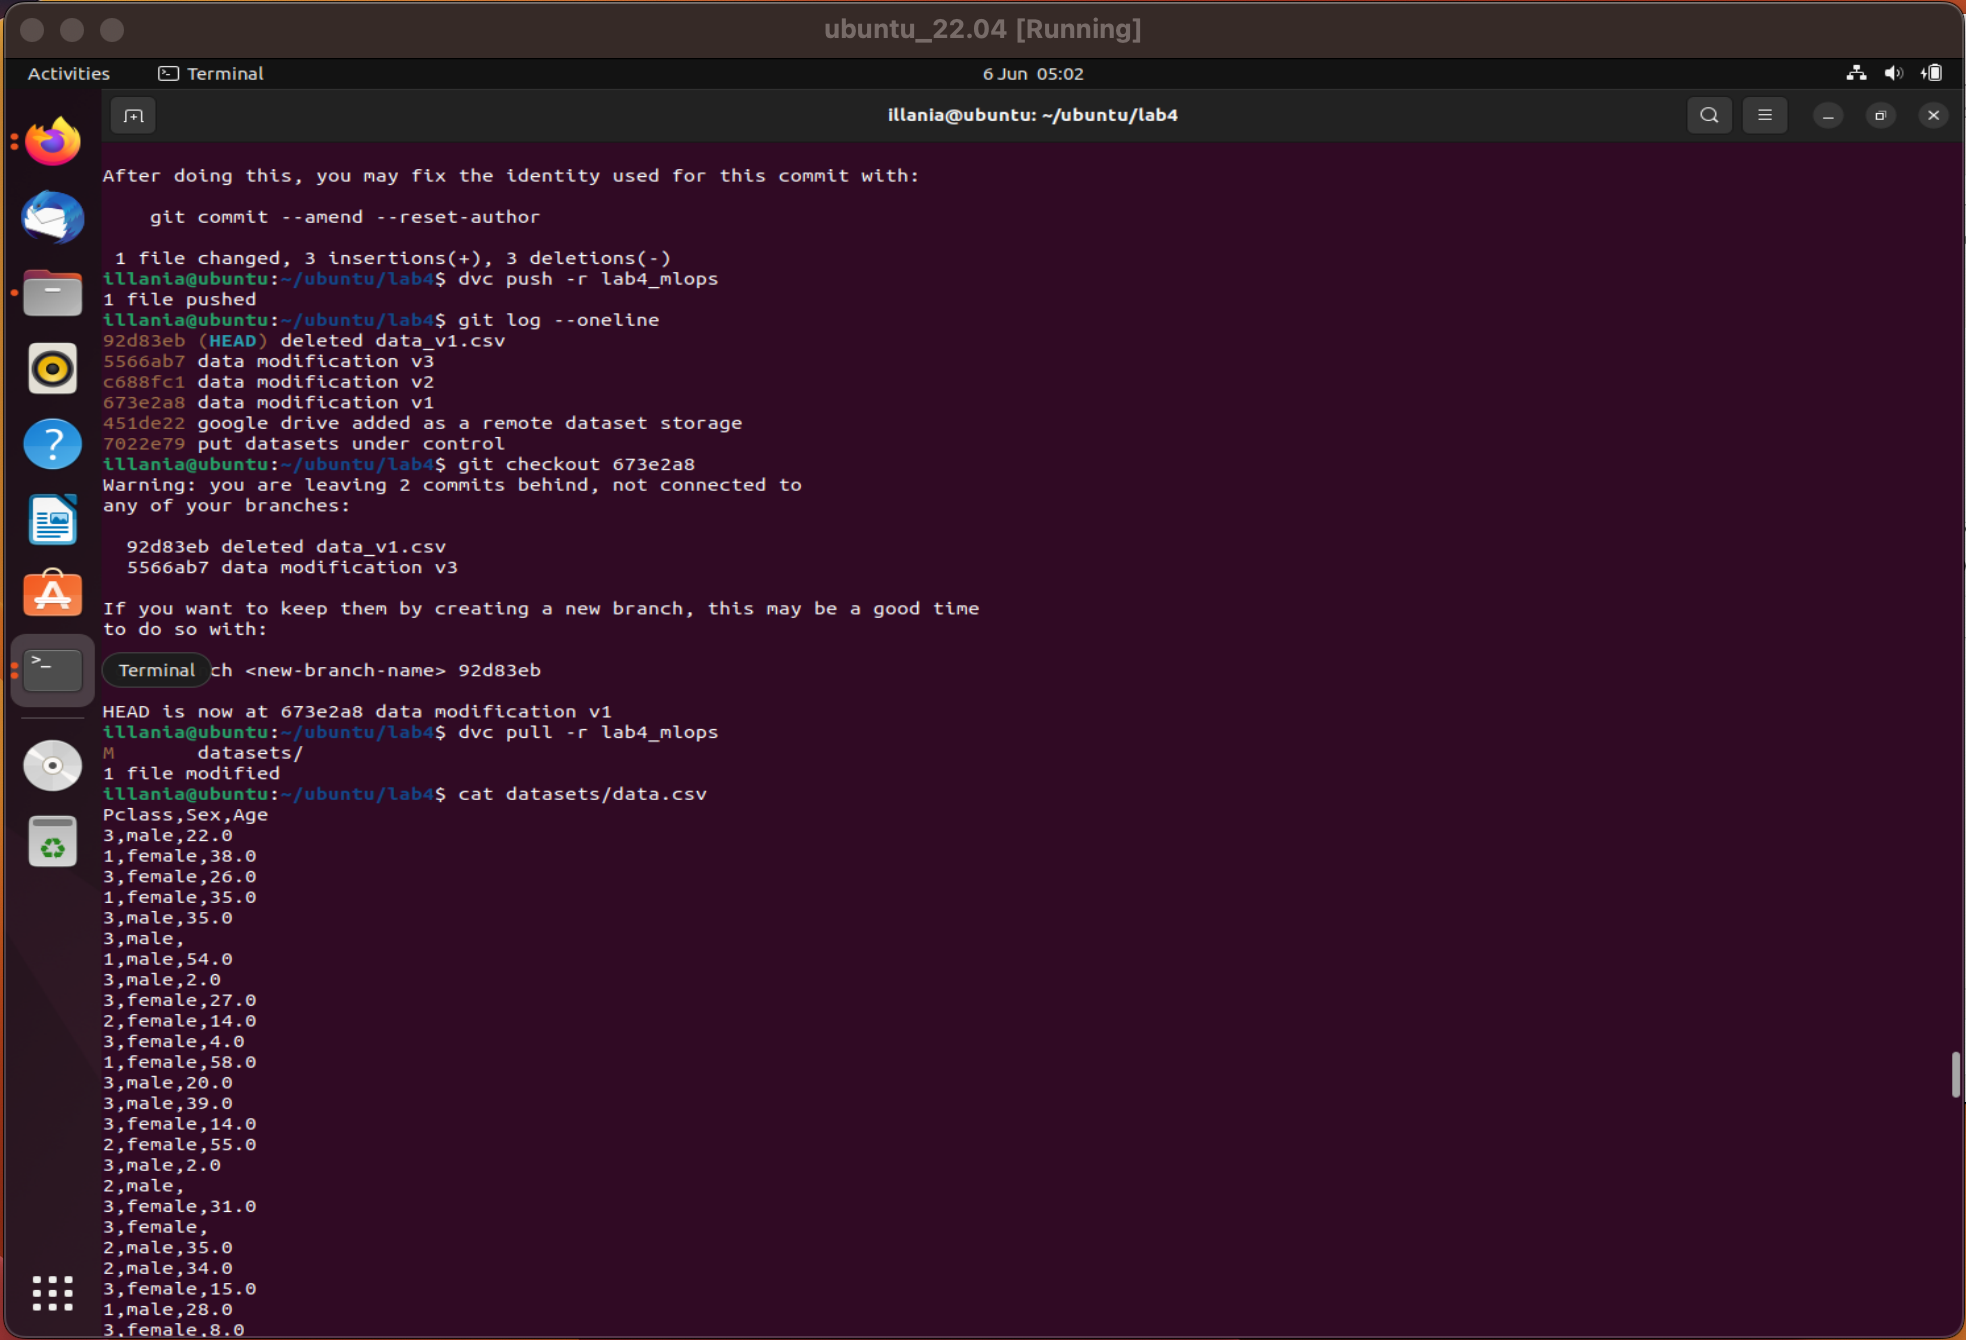 ubuntu_22.04 [Running]
Activities
Terminal
6 Jun 05:02
illania@ubuntu: ~/ubuntu/lab4
After doing this, you may fix the identity used for this commit with:
git commit --amend --reset-author
1 file changed, 3 insertions(+), 3 deletions(-)
illania@ubuntu:~/ubuntu/lab4$ dvc push -r lab4_mlops
1 file pushed
illania@ubuntu:~/ubuntu/lab4$ git log --oneline
92d83eb (HEAD) deleted data_v1.csv
5566ab7 data modification v3
c688fc1 data modification v2
673e2a8 data modification v1
451de22 google drive added as a remote dataset storage
7022e79 put datasets under control
illania@ubuntu:~/ubuntu/lab4$ git checkout 673e2a8
Warning: you are leaving 2 commits behind, not connected to
any of your branches:
92d83eb deleted data_v1.csv
5566ab7 data modification v3
If you want to keep them by creating a new branch, this may be a good time
to do so with:
Terminal ch <new-branch-name> 92d83eb
HEAD is now at 673e2a8 data modification v1
illania@ubuntu:~/ubuntu/lab4$ dvc pull -r lab4_mlops
M datasets/
1 file modified
illania@ubuntu:~/ubuntu/lab4$ cat datasets/data.csv
Pclass,Sex,Age
3,male,22.0
1,female,38.0
3,female,26.0
1,female,35.0
3,male,35.0
3,male,
1,male,54.0
3,male,2.0
3,female,27.0
2,female,14.0
3,female,4.0
1,female,58.0
3,male,20.0
3,male,39.0
3,female,14.0
2,female,55.0
3,male,2.0
2,male,
3,female,31.0
3,female,
2,male,35.0
2,male,34.0
3,female,15.0
1,male,28.0
3,female,8.0